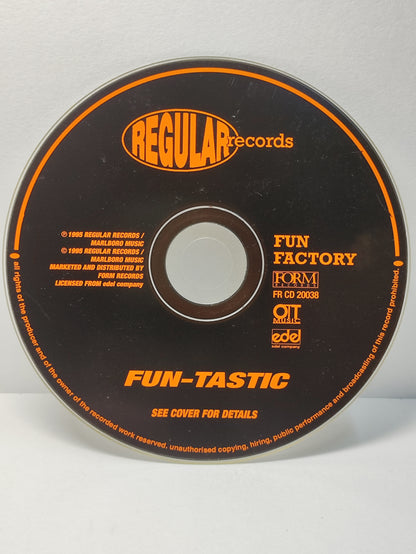 REGULAR records
℗ 1995 REGULAR RECORDS /
MARLBORO MUSIC
© 1995 REGULAR RECORDS /
MARLBORO MUSIC
MARKETED AND DISTRIBUTED BY
FORM RECORDS
LICENSED FROM edel company
FUN
FACTORY
FORM
RECORDS
FR CD 20038
MUSIC
edel
edel company
FUN-TASTIC
SEE COVER FOR DETAILS
all rights of the producer and of the owner of the recorded work reserved. unauthorised copying, hiring, public performance and broadcasting of this record prohibited.